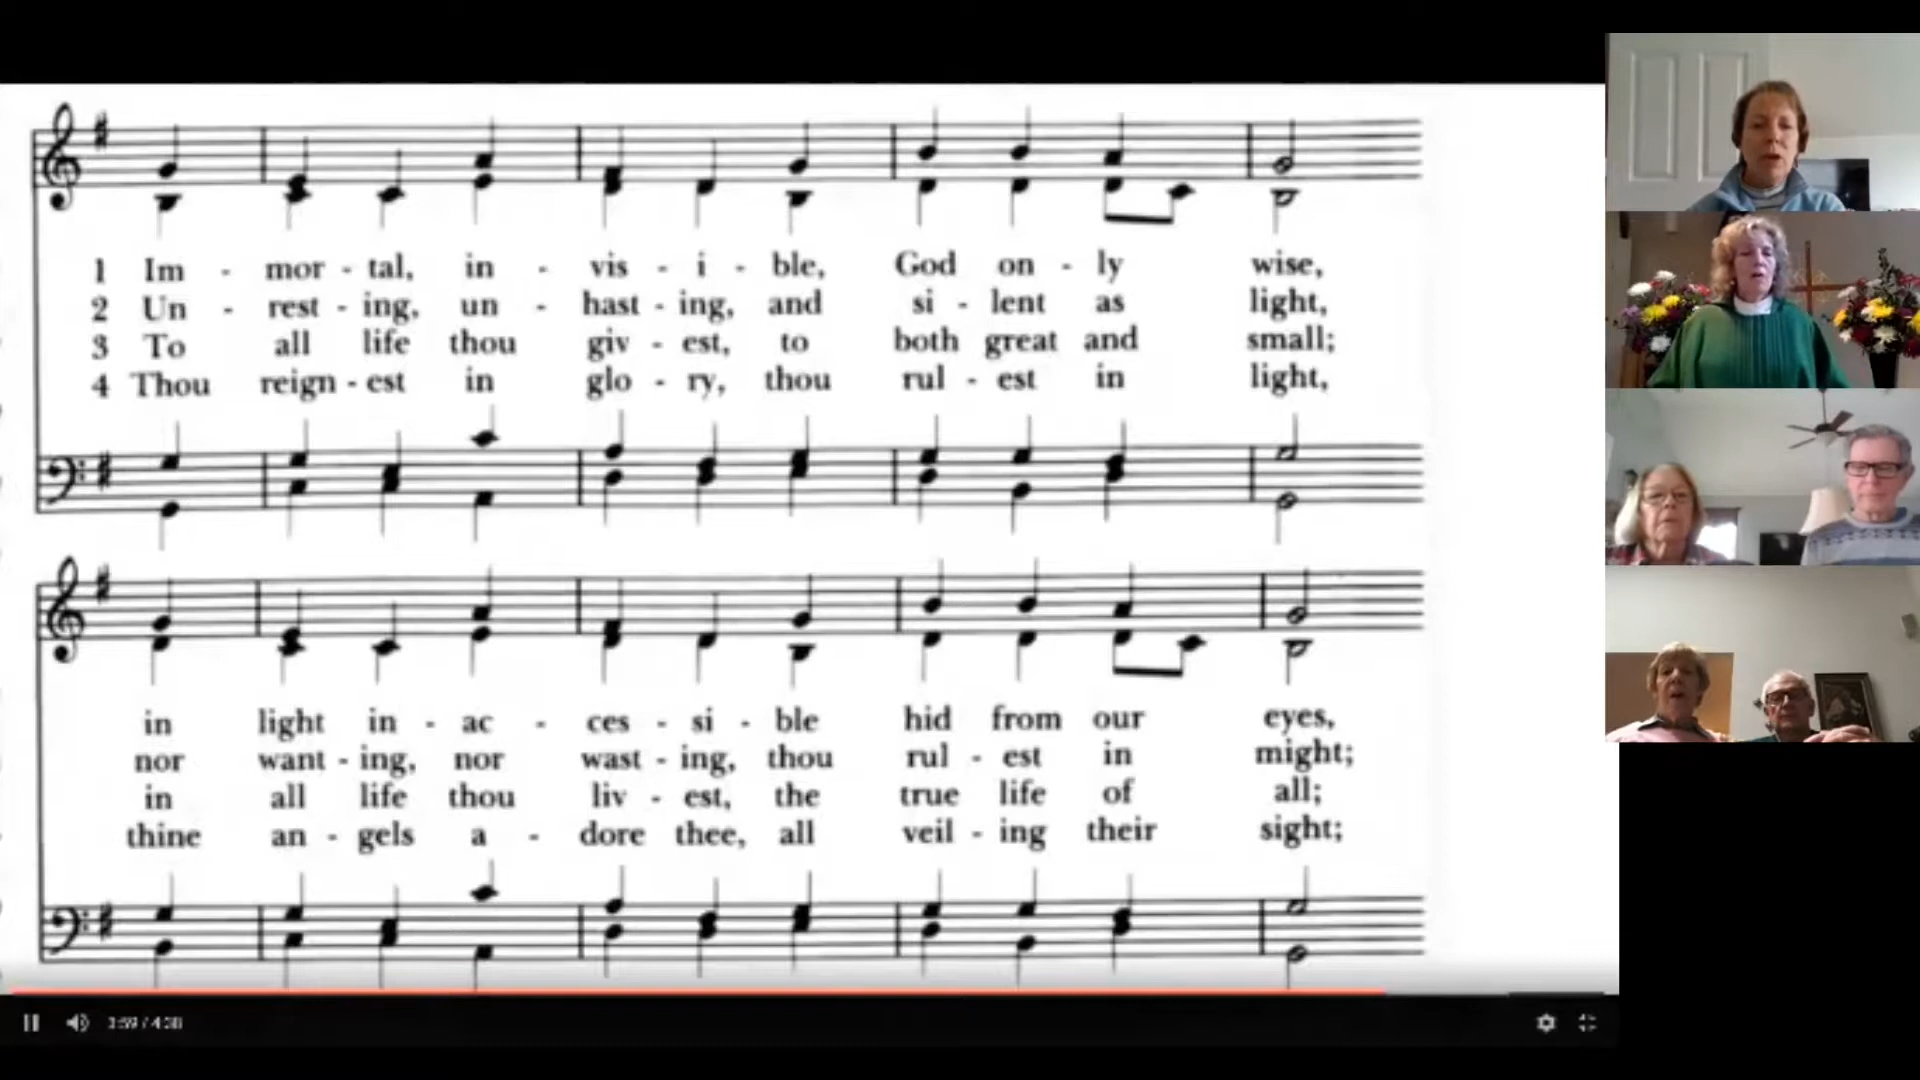 1 Im - mor - tal, in - vis - i - ble, God on - ly wise,
2 Un - rest - ing, un - hast - ing, and si - lent as light,
3 To all life thou giv - est, to both great and small;
4 Thou reign - est in glo - ry, thou rul - est in light,
in light in - ac - ces - si - ble hid from our eyes,
nor want - ing, nor wast - ing, thou rul - est in might;
in all life thou liv - est, the true life of all;
thine an - gels a - dore thee, all veil - ing their sight;
3:59 / 4:38